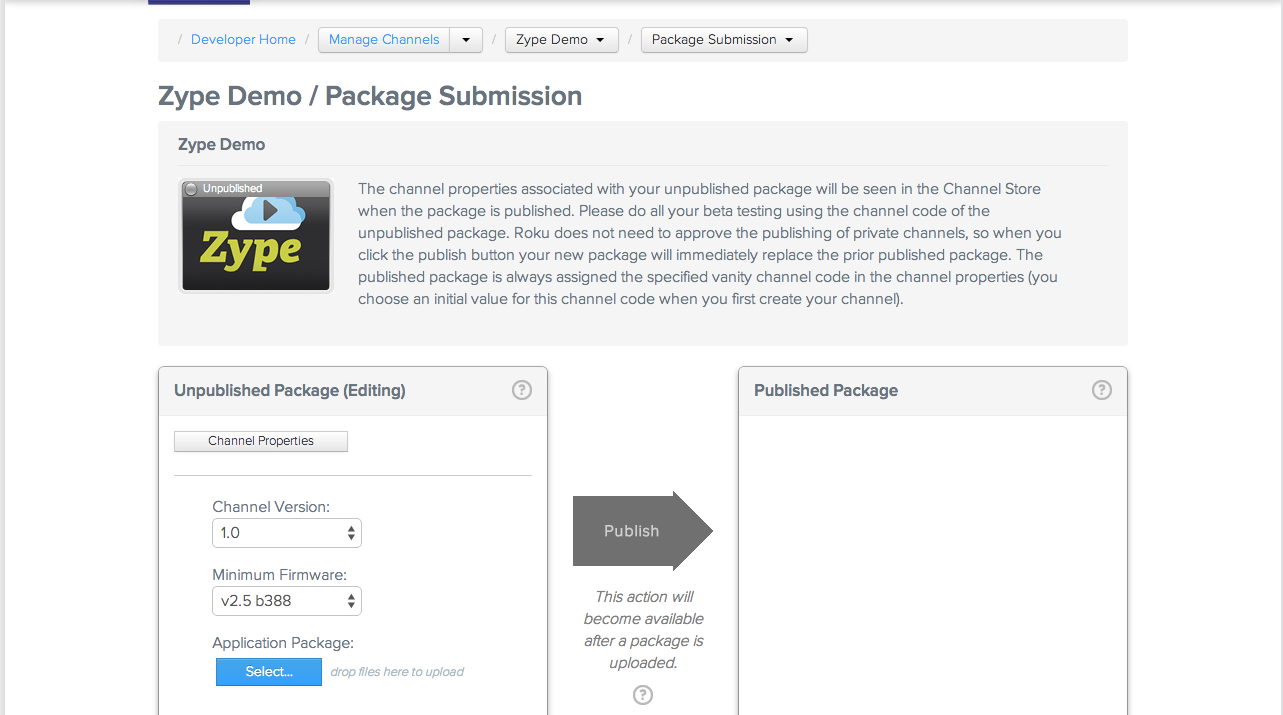 / Developer Home / Manage Channels / Zype Demo / Package Submission
Zype Demo / Package Submission
Zype Demo
Unpublished
Zype
The channel properties associated with your unpublished package will be seen in the Channel Store
when the package is published. Please do all your beta testing using the channel code of the
unpublished package. Roku does not need to approve the publishing of private channels, so when you
click the publish button your new package will immediately replace the prior published package. The
published package is always assigned the specified vanity channel code in the channel properties (you
choose an initial value for this channel code when you first create your channel).
Unpublished Package (Editing) ?
Channel Properties
Channel Version:
1.0
Minimum Firmware:
v2.5 b388
Application Package:
Select... drop files here to upload
Publish
This action will
become available
after a package is
uploaded.
?
Published Package ?